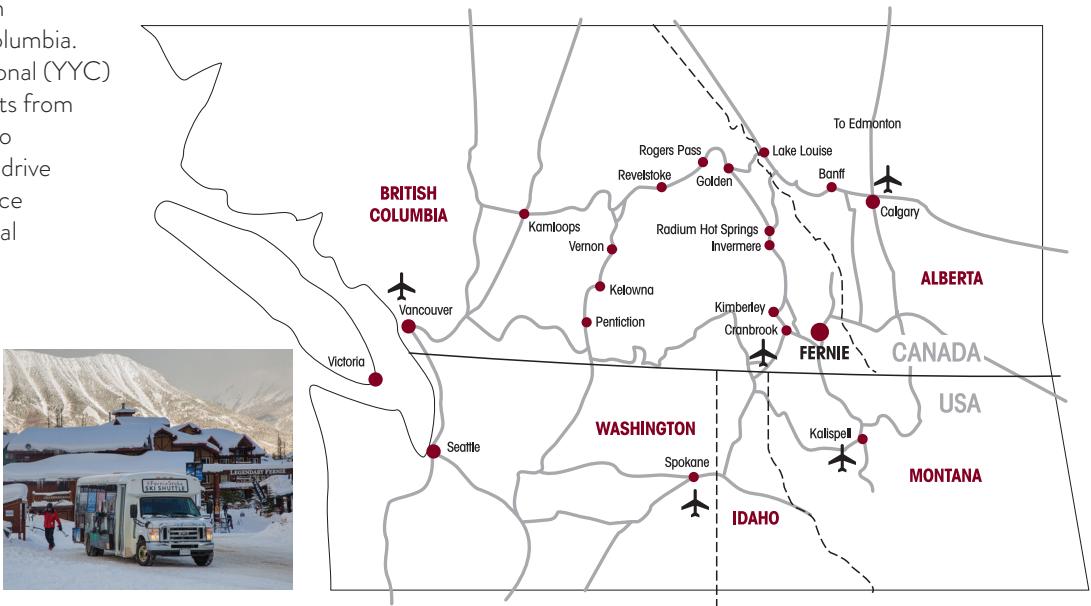 olumbia.
onal (YYC)
ts from
o
drive
ce
al
To Edmonton
Rogers Pass
Lake Louise
Revelstoke
Golden
Banff
BRITISH
COLUMBIA
Calgary
Kamloops
Radium Hot Springs
Vernon
Invermere
ALBERTA
Kelowna
Vancouver
Kimberley
Pentiction
Cranbrook
FERNIE
CANADA
Victoria
USA
WASHINGTON
Kalispell
Seattle
Spokane
MONTANA
IDAHO
LEGENDARY FERNIE
#FernieStoke
SKI SHUTTLE